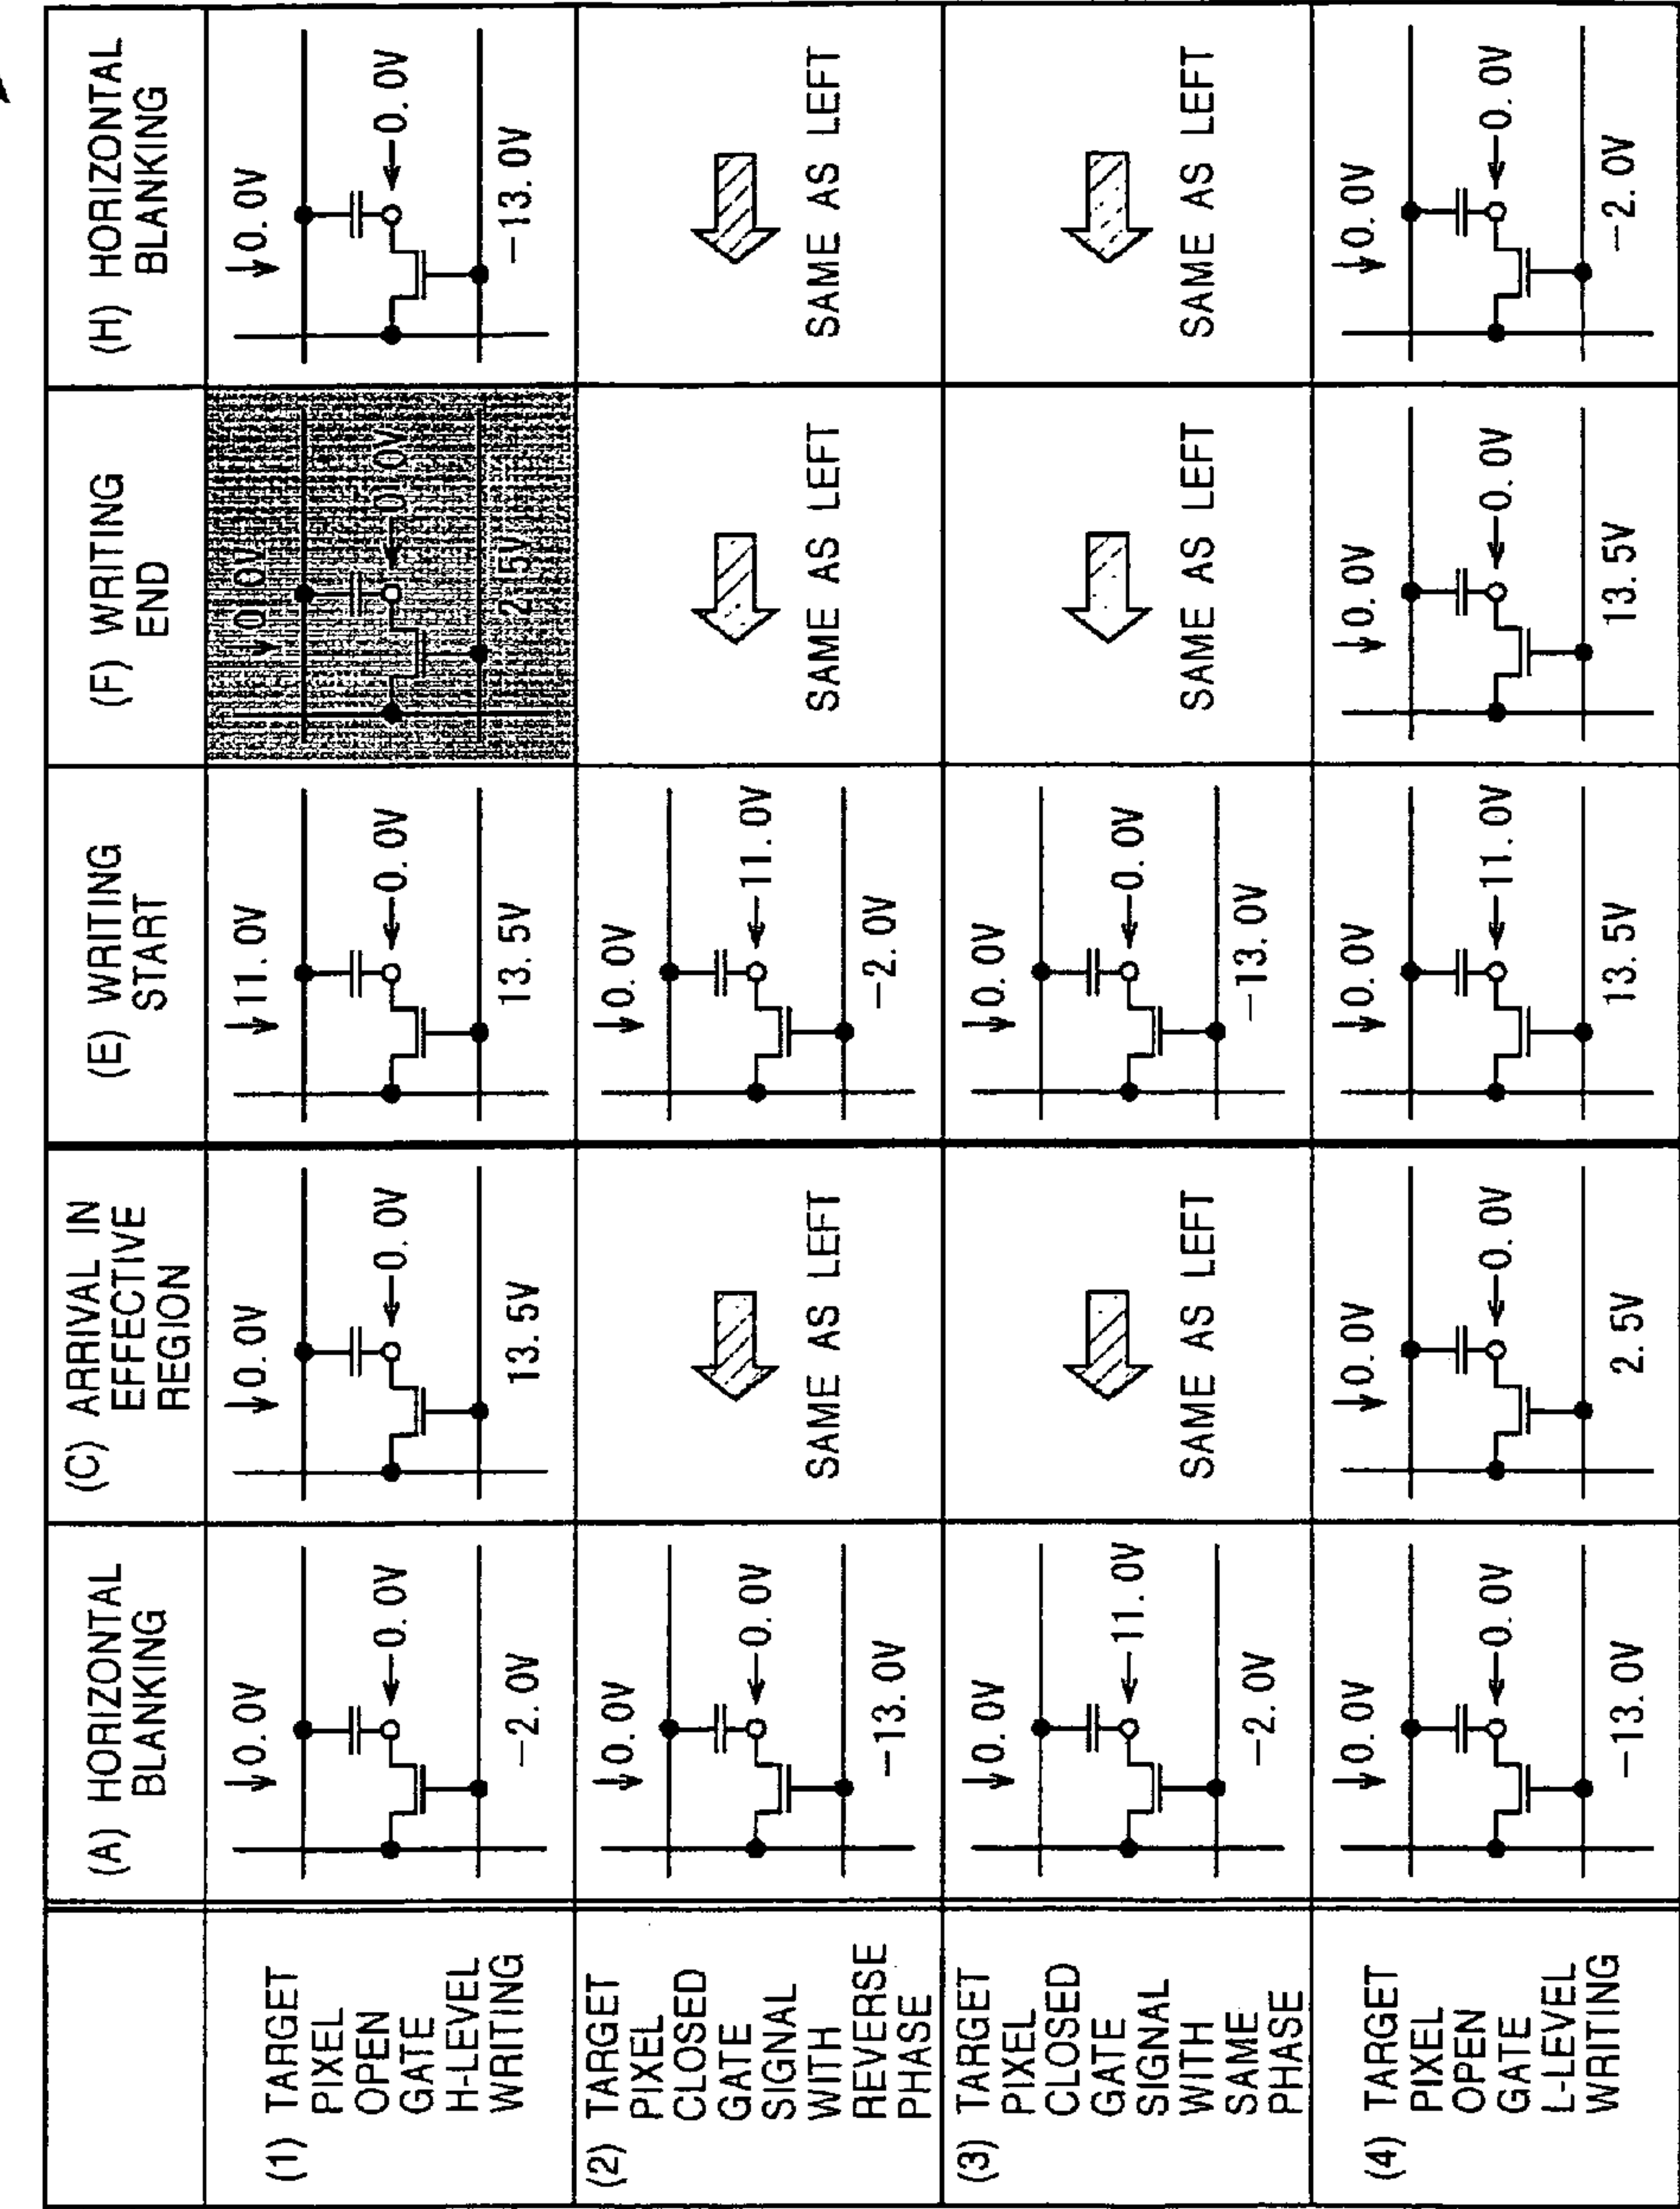 (A) HORIZONTAL
BLANKING
(C) ARRIVAL IN
EFFECTIVE
REGION
(E) WRITING
START
(F) WRITING
END
(H) HORIZONTAL
BLANKING
(1) TARGET
PIXEL
OPEN
GATE
H-LEVEL
WRITING
0.0V
0.0V
-2.0V
0.0V
0.0V
13.5V
11.0V
0.0V
13.5V
0.0V
0.0V
2.5V
0.0V
0.0V
-13.0V
(2) TARGET
PIXEL
CLOSED
GATE
SIGNAL
WITH
REVERSE
PHASE
0.0V
0.0V
-13.0V
SAME AS LEFT
0.0V
11.0V
-2.0V
SAME AS LEFT
SAME AS LEFT
(3) TARGET
PIXEL
CLOSED
GATE
SIGNAL
WITH
SAME
PHASE
0.0V
11.0V
-2.0V
SAME AS LEFT
0.0V
0.0V
-13.0V
SAME AS LEFT
SAME AS LEFT
(4) TARGET
PIXEL
OPEN
GATE
L-LEVEL
WRITING
0.0V
0.0V
-13.0V
0.0V
0.0V
2.5V
0.0V
11.0V
13.5V
0.0V
0.0V
13.5V
0.0V
0.0V
-2.0V